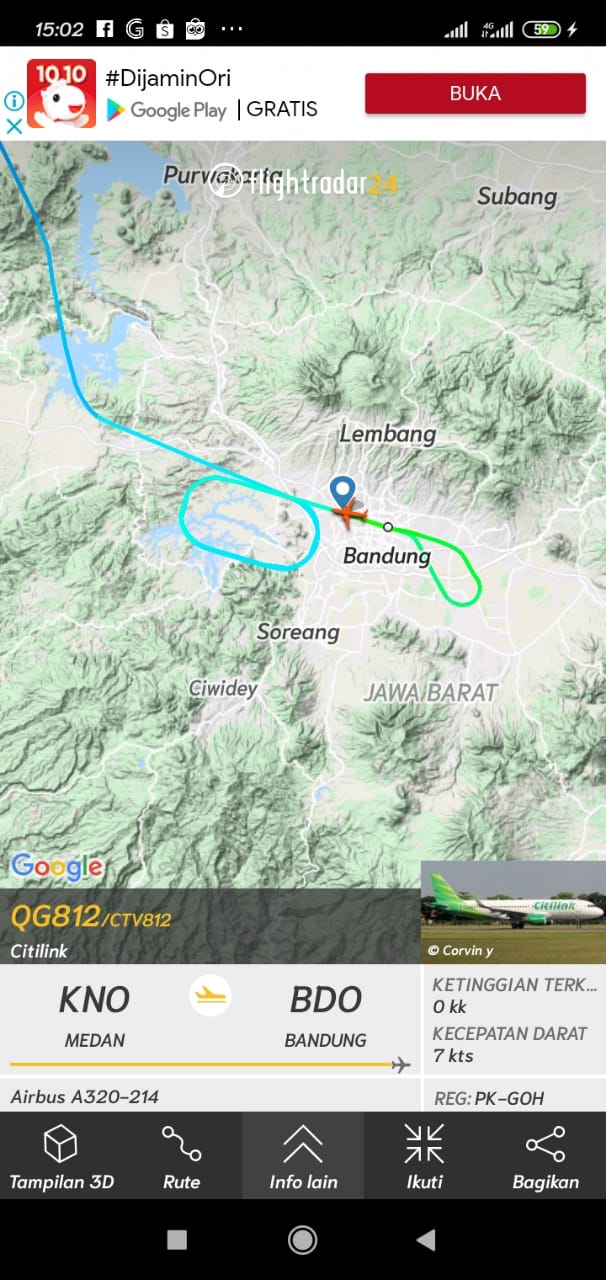 15:02
4G
59
10.10
#DijaminOri
Google Play | GRATIS
BUKA
Purwakarta
flightradar24
Subang
Lembang
Bandung
Soreang
Ciwidey
JAWA BARAT
Google
QG812/CTV812
Citilink
Citilink
© Corvin y
KNO
BDO
MEDAN
BANDUNG
KETINGGIAN TERK...
0 kk
KECEPATAN DARAT
7 kts
Airbus A320-214
REG: PK-GOH
Tampilan 3D
Rute
Info lain
Ikuti
Bagikan